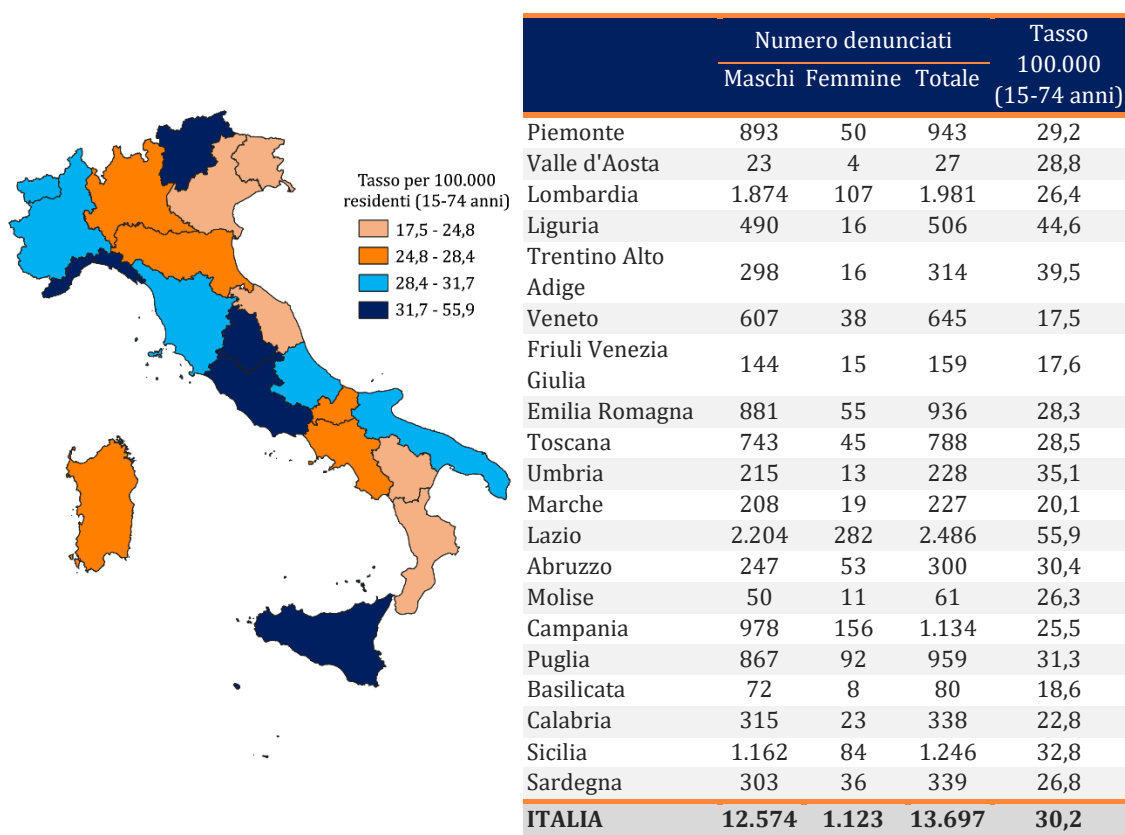 Tasso per 100.000
residenti (15-74 anni)
17,5 - 24,8
24,8 - 28,4
28,4 - 31,7
31,7 - 55,9
Numero denunciati Tasso
100.000
(15-74 anni)
Maschi Femmine Totale
Piemonte 893 50 943 29,2
Valle d'Aosta 23 4 27 28,8
Lombardia 1.874 107 1.981 26,4
Liguria 490 16 506 44,6
Trentino Alto
Adige 298 16 314 39,5
Veneto 607 38 645 17,5
Friuli Venezia
Giulia 144 15 159 17,6
Emilia Romagna 881 55 936 28,3
Toscana 743 45 788 28,5
Umbria 215 13 228 35,1
Marche 208 19 227 20,1
Lazio 2.204 282 2.486 55,9
Abruzzo 247 53 300 30,4
Molise 50 11 61 26,3
Campania 978 156 1.134 25,5
Puglia 867 92 959 31,3
Basilicata 72 8 80 18,6
Calabria 315 23 338 22,8
Sicilia 1.162 84 1.246 32,8
Sardegna 303 36 339 26,8
ITALIA 12.574 1.123 13.697 30,2